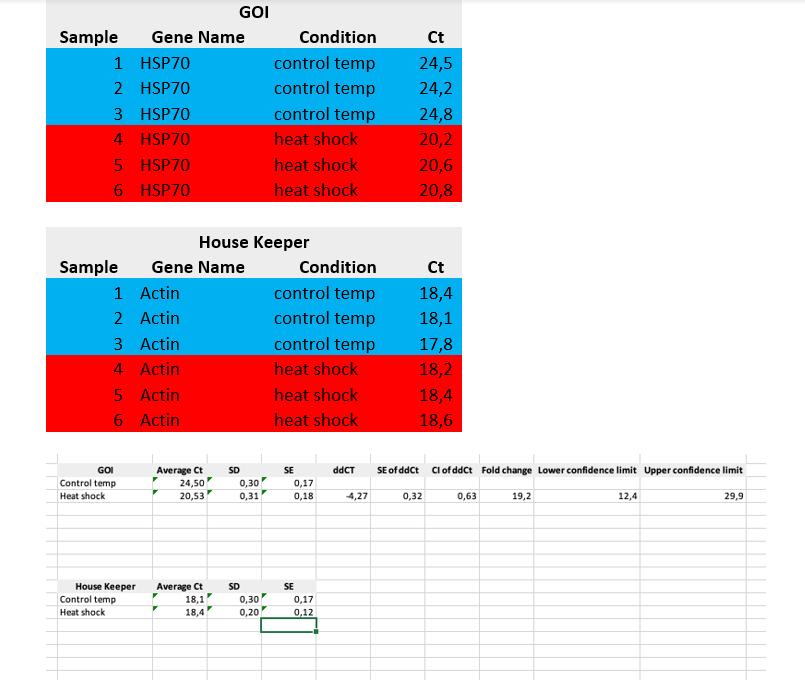 GOI
Sample Gene Name Condition Ct
1 HSP70 control temp 24,5
2 HSP70 control temp 24,2
3 HSP70 control temp 24,8
4 HSP70 heat shock 20,2
5 HSP70 heat shock 20,6
6 HSP70 heat shock 20,8
House Keeper
Sample Gene Name Condition Ct
1 Actin control temp 18,4
2 Actin control temp 18,1
3 Actin control temp 17,8
4 Actin heat shock 18,2
5 Actin heat shock 18,4
6 Actin heat shock 18,6
GOI Average Ct SD SE ddCT SE of ddCt CI of ddCt Fold change Lower confidence limit Upper confidence limit
Control temp 24,50 0,30 0,17
Heat shock 20,53 0,31 0,18 -4,27 0,32 0,63 19,2 12,4 29,9
House Keeper Average Ct SD SE
Control temp 18,1 0,30 0,17
Heat shock 18,4 0,20 0,12